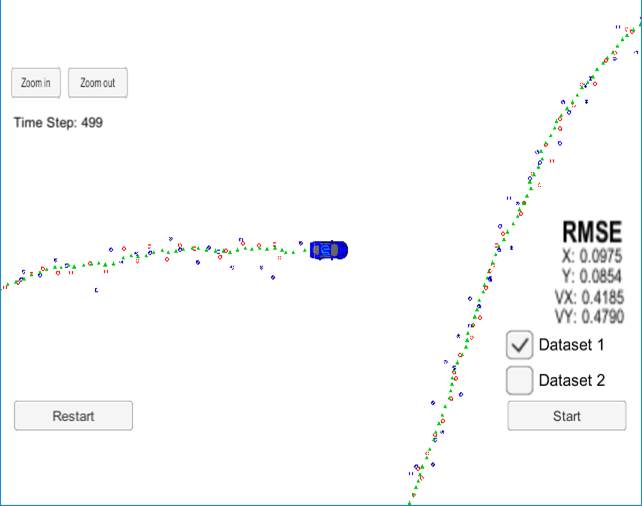 Zoom in
Zoom out
Time Step: 499
RMSE
X: 0.0975
Y: 0.0854
VX: 0.4185
VY: 0.4790
Dataset 1
Dataset 2
Restart
Start